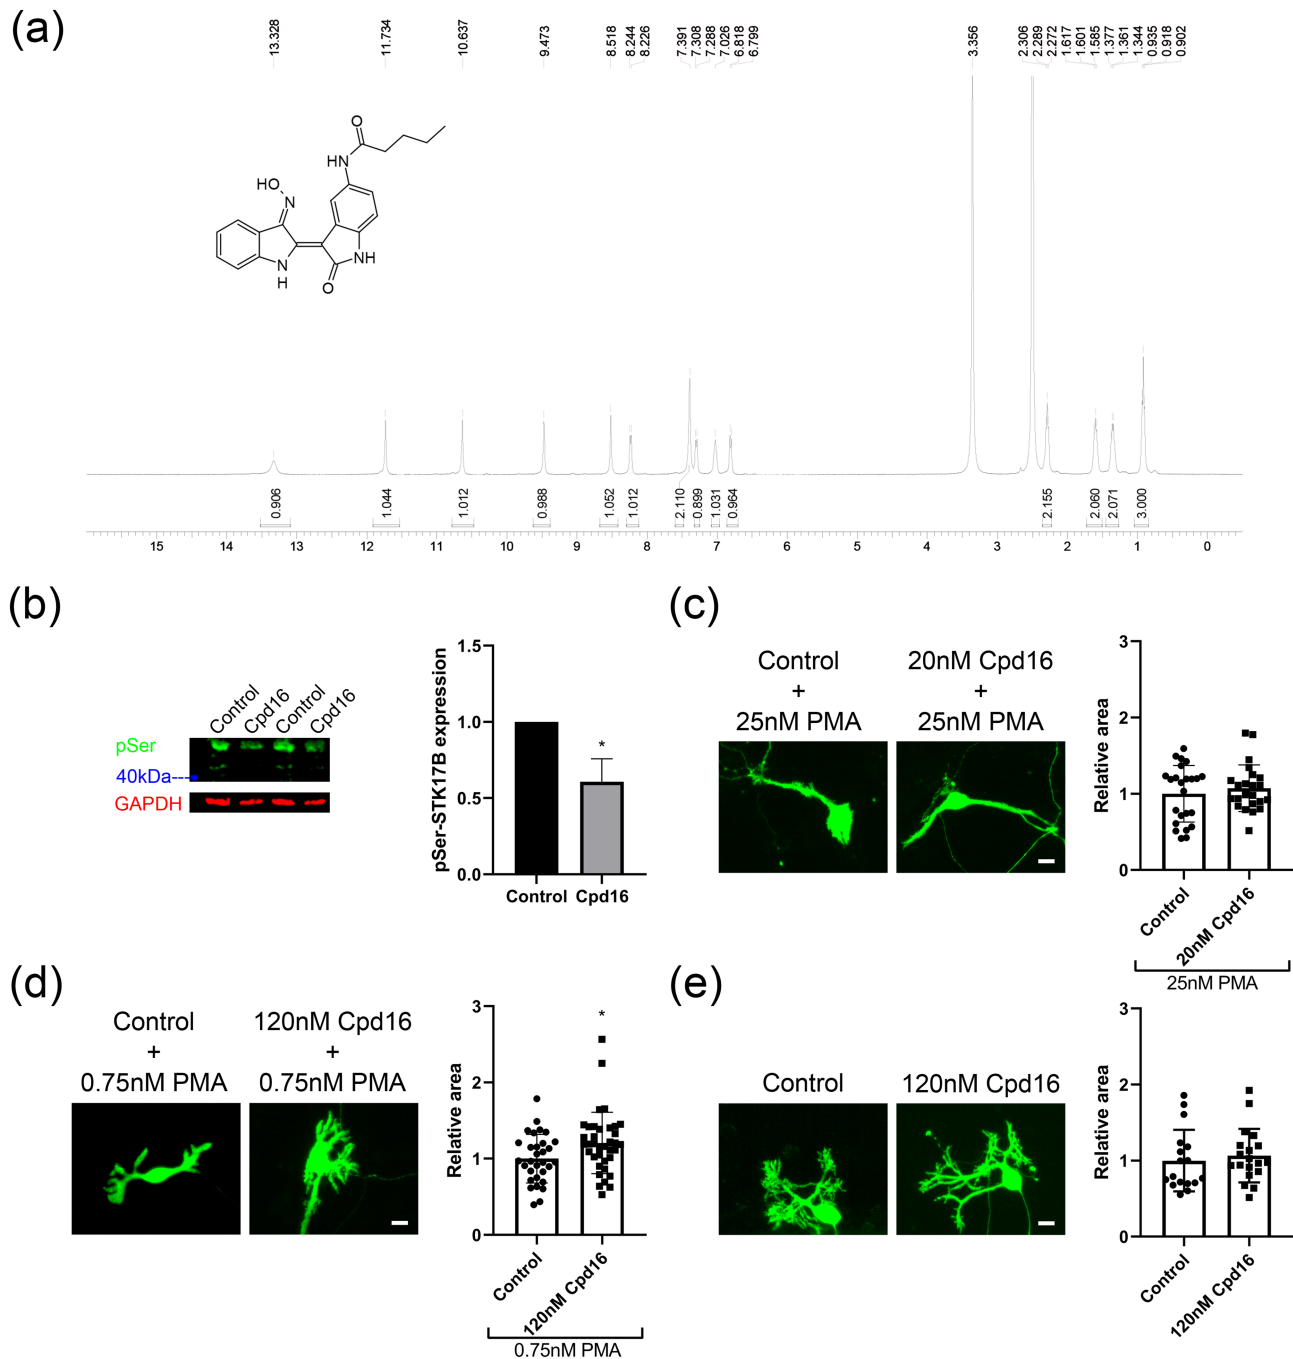 (a)
13.328
11.734
10.637
9.473
8.518
8.244
8.226
7.391
7.308
7.288
7.026
6.818
6.799
3.356
2.306
2.289
2.272
1.617
1.601
1.585
1.377
1.361
1.344
0.935
0.918
0.902
O
HN
HO
N
N
H
NH
O
0.906
1.044
1.012
0.988
1.052
1.012
2.110
0.899
1.031
0.964
2.155
2.060
2.071
3.000
15 14 13 12 11 10 9 8 7 6 5 4 3 2 1 0
(b)
Control
Cpd16
Control
Cpd16
pSer
40kDa---
GAPDH
pSer-STK17B expression
1.5
1.0
0.5
0.0
*
Control Cpd16
(c)
Control
+
25nM PMA
20nM Cpd16
+
25nM PMA
Relative area
3
2
1
0
Control
20nM Cpd16
25nM PMA
(d)
Control
+
0.75nM PMA
120nM Cpd16
+
0.75nM PMA
Relative area
3
2
1
0
*
Control
120nM Cpd16
0.75nM PMA
(e)
Control
120nM Cpd16
Relative area
3
2
1
0
Control
120nM Cpd16